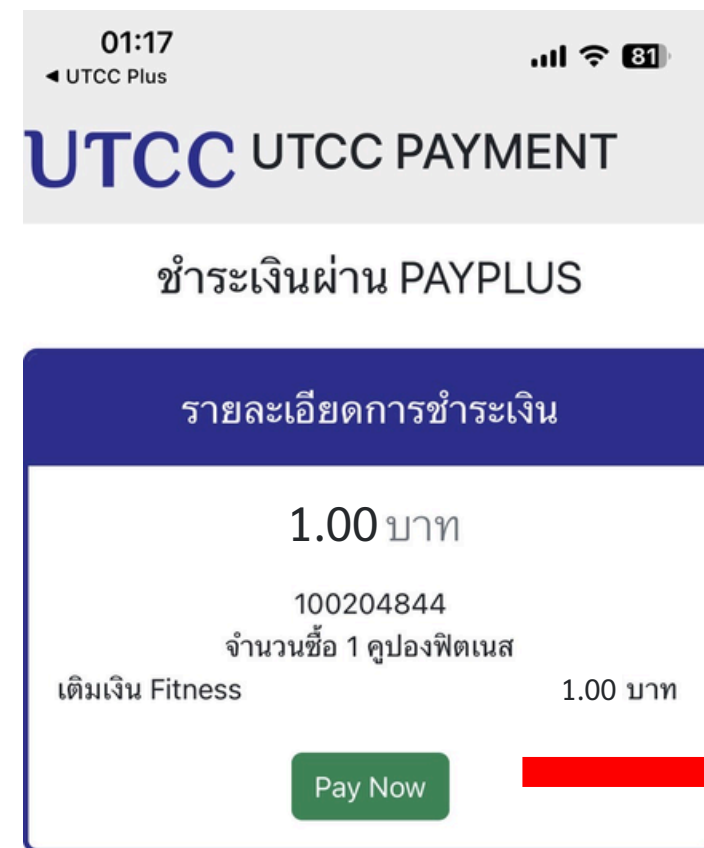 01:17
◀ UTCC Plus
81
UTCC UTCC PAYMENT
ชำระเงินผ่าน PAYPLUS
รายละเอียดการชำระเงิน
1.00 บาท
100204844
จำนวนซื้อ 1 คูปองฟิตเนส
เติมเงิน Fitness 1.00 บาท
Pay Now